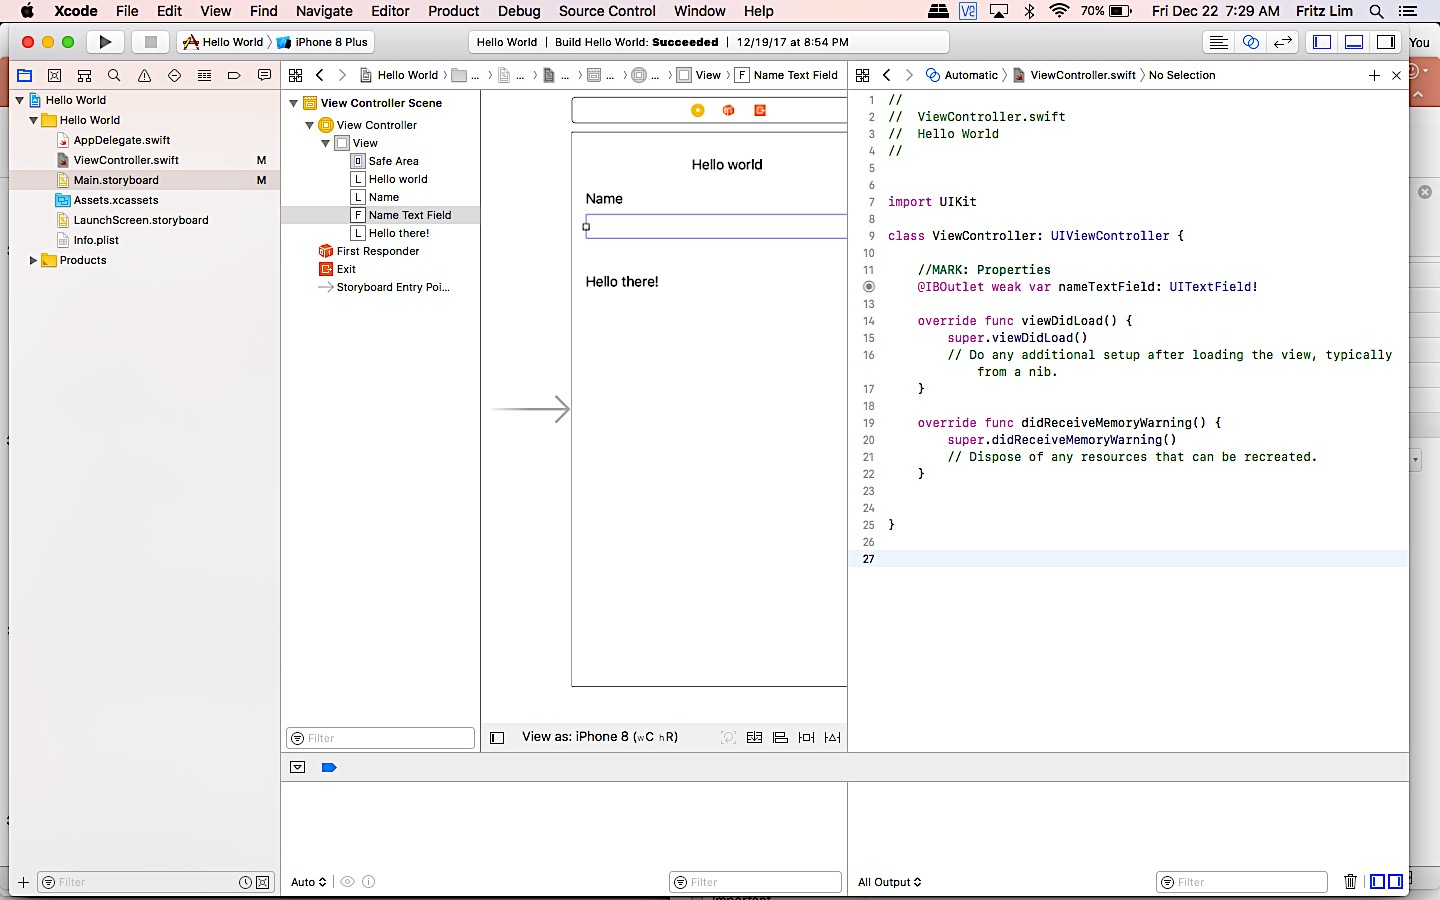 Xcode File Edit View Find Navigate Editor Product Debug Source Control Window Help 70% Fri Dec 22 7:29 AM Fritz Lim
Hello World iPhone 8 Plus Hello World | Build Hello World: Succeeded | 12/19/17 at 8:54 PM You
Hello World ... ... ... ... ... View F Name Text Field Automatic ViewController.swift No Selection
Hello World
Hello World
AppDelegate.swift
ViewController.swift M
Main.storyboard M
Assets.xcassets
LaunchScreen.storyboard
Info.plist
Products
Filter
View Controller Scene
View Controller
View
Safe Area
L Hello world
L Name
F Name Text Field
L Hello there!
First Responder
Exit
Storyboard Entry Poi...
Filter
Hello world
Name
Hello there!
View as: iPhone 8 (wC hR)
1 //
2 //  ViewController.swift
3 //  Hello World
4 //
5
6
7 import UIKit
8
9 class ViewController: UIViewController {
10
11 //MARK: Properties
@IBOutlet weak var nameTextField: UITextField!
13
14 override func viewDidLoad() {
15 super.viewDidLoad()
16 // Do any additional setup after loading the view, typically
from a nib.
17 }
18
19 override func didReceiveMemoryWarning() {
20 super.didReceiveMemoryWarning()
21 // Dispose of any resources that can be recreated.
22 }
23
24
25 }
26
27
Auto Filter
All Output Filter